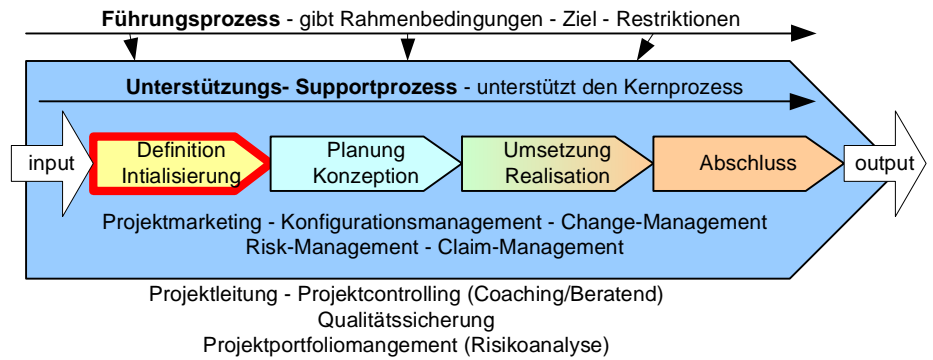 Führungsprozess - gibt Rahmenbedingungen - Ziel - Restriktionen
Unterstützungs- Supportprozess - unterstützt den Kernprozess
input
Definition
Intialisierung
Planung
Konzeption
Umsetzung
Realisation
Abschluss
output
Projektmarketing - Konfigurationsmanagement - Change-Management
Risk-Management - Claim-Management
Projektleitung - Projektcontrolling (Coaching/Beratend)
Qualitätssicherung
Projektportfoliomangement (Risikoanalyse)